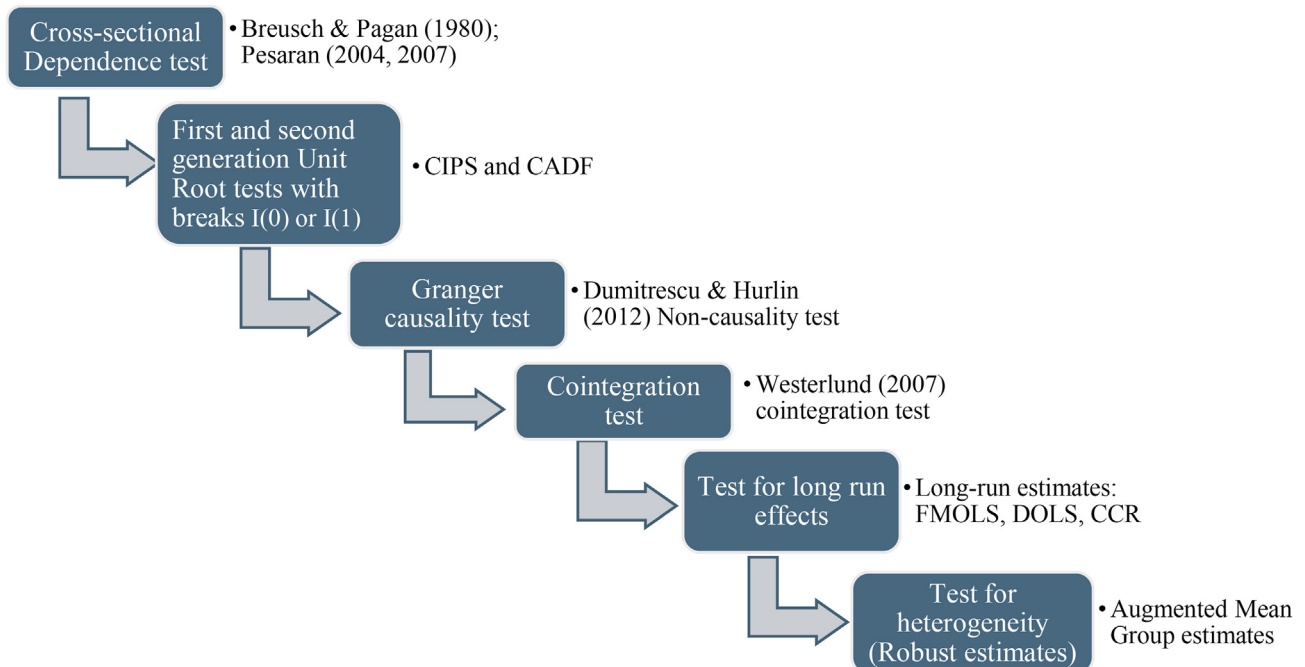 Cross-sectional
Dependence test
•Breusch & Pagan (1980);
Pesaran (2004, 2007)
First and second
generation Unit
Root tests with
breaks I(0) or I(1)
•CIPS and CADF
Granger
causality test
•Dumitrescu & Hurlin
(2012) Non-causality test
Cointegration
test
•Westerlund (2007)
cointegration test
Test for long run
effects
•Long-run estimates:
FMOLS, DOLS, CCR
Test for
heterogeneity
(Robust estimates)
•Augmented Mean
Group estimates